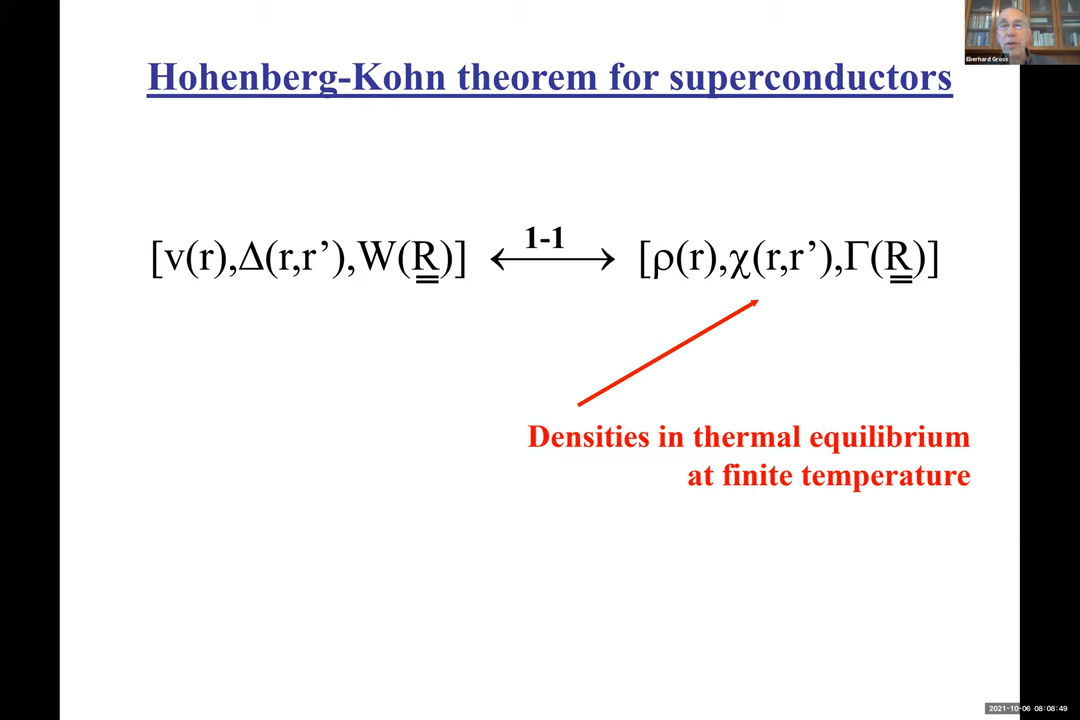 Eberhard Gross
Hohenberg-Kohn theorem for superconductors
1-1
[v(r),Δ(r,r’),W(R)] ⟷ [ρ(r),χ(r,r’),Γ(R)]
Densities in thermal equilibrium
at finite temperature
2021-10-06 08:08:49